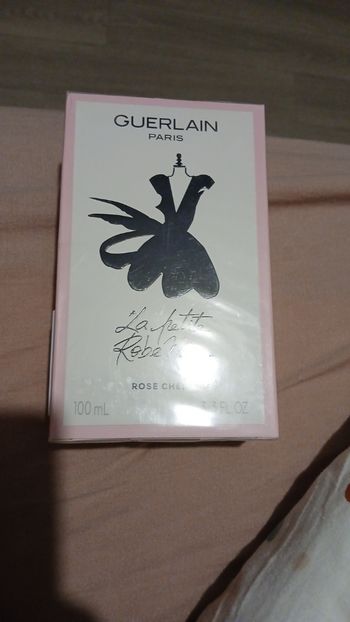 GUERLAIN
PARIS
La petite
Robe
ROSE
100 mL
FL OZ